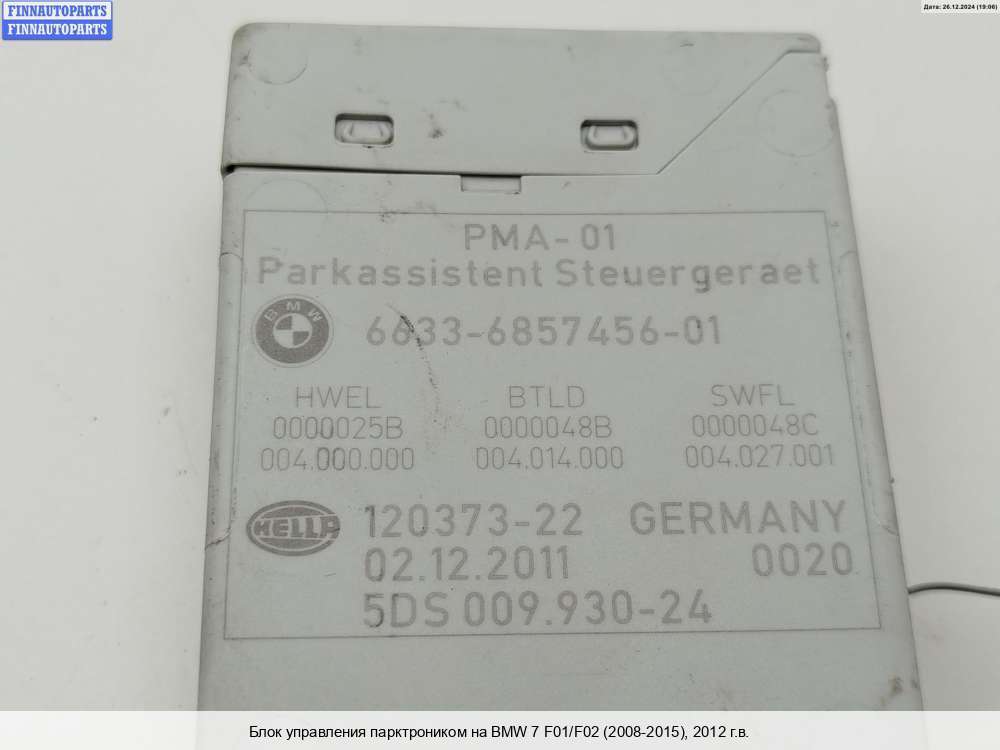 FINNAUTOPARTS
FINNAUTOPARTS
Дата: 26.12.2024 (19:06)
PMA-01
Parkassistent Steuergeraet
BMW
6633-6857456-01
HWEL BTLD SWFL
0000025B 0000048B 0000048C
004.000.000 004.014.000 004.027.001
HELLA 120373-22 GERMANY
02.12.2011 0020
5DS 009.930-24
Блок управления парктроником на BMW 7 F01/F02 (2008-2015), 2012 г.в.